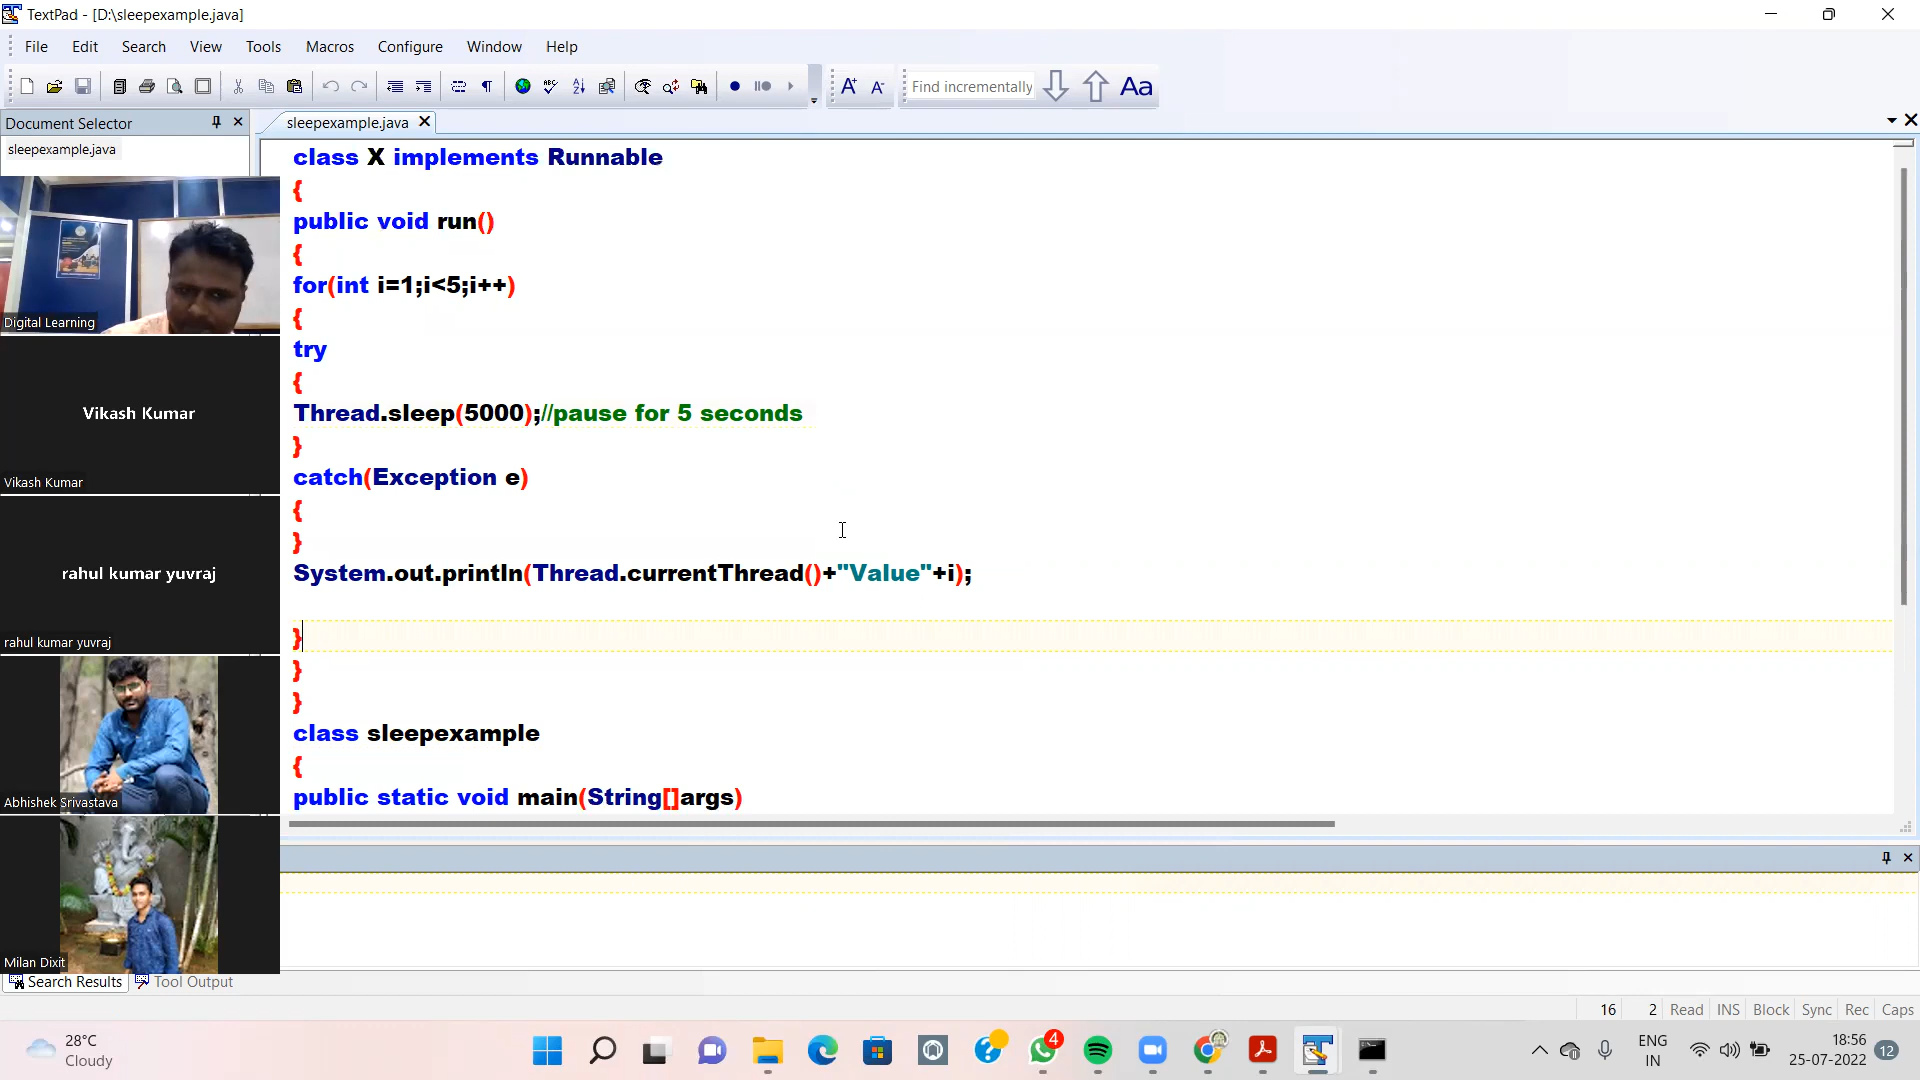 TextPad - [D:\sleepexample.java]
File Edit Search View Tools Macros Configure Window Help
Find incrementally
Aa
Document Selector
sleepexample.java
sleepexample.java
class X implements Runnable
{
public void run()
{
for(int i=1;i<5;i++)
{
try
{
Thread.sleep(5000);//pause for 5 seconds
}
catch(Exception e)
{
}
System.out.println(Thread.currentThread()+"Value"+i);
}
}
}
class sleepexample
{
public static void main(String[]args)
Digital Learning
Vikash Kumar
Vikash Kumar
rahul kumar yuvraj
rahul kumar yuvraj
Abhishek Srivastava
Milan Dixit
Search Results Tool Output
16 2 Read INS Block Sync Rec Caps
28°C
Cloudy
4
ENG
IN
18:56
25-07-2022
12